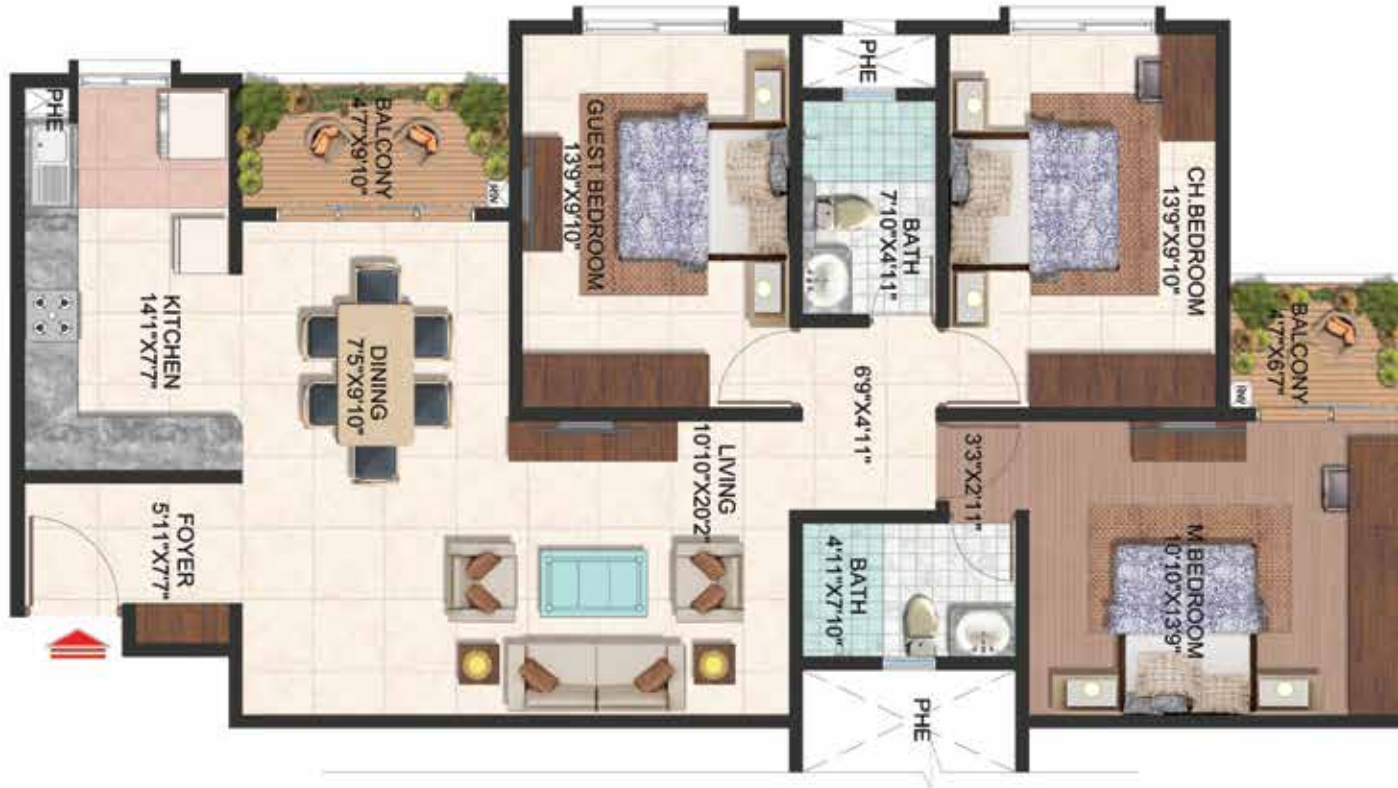 PHE
KITCHEN
14'1"X7'7"
BALCONY
4'7"X9'10"
RW
GUEST BEDROOM
13'9"X9'10"
PHE
BATH
7'10"X4'11"
CH.BEDROOM
13'9"X9'10"
BALCONY
4'7"X6'7"
RW
DINING
7'5"X9'10"
LIVING
10'10"X20'2"
6'9"X4'11"
3'3"X2'11"
FOYER
5'11"X7'7"
BATH
4'11"X7'10"
M.BEDROOM
10'10"X13'9"
PHE